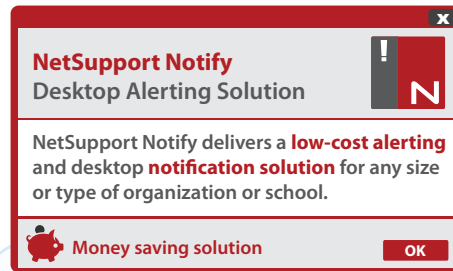 x
NetSupport Notify
Desktop Alerting Solution
! N
NetSupport Notify delivers a low-cost alerting
and desktop notification solution for any size
or type of organization or school.
Money saving solution
OK